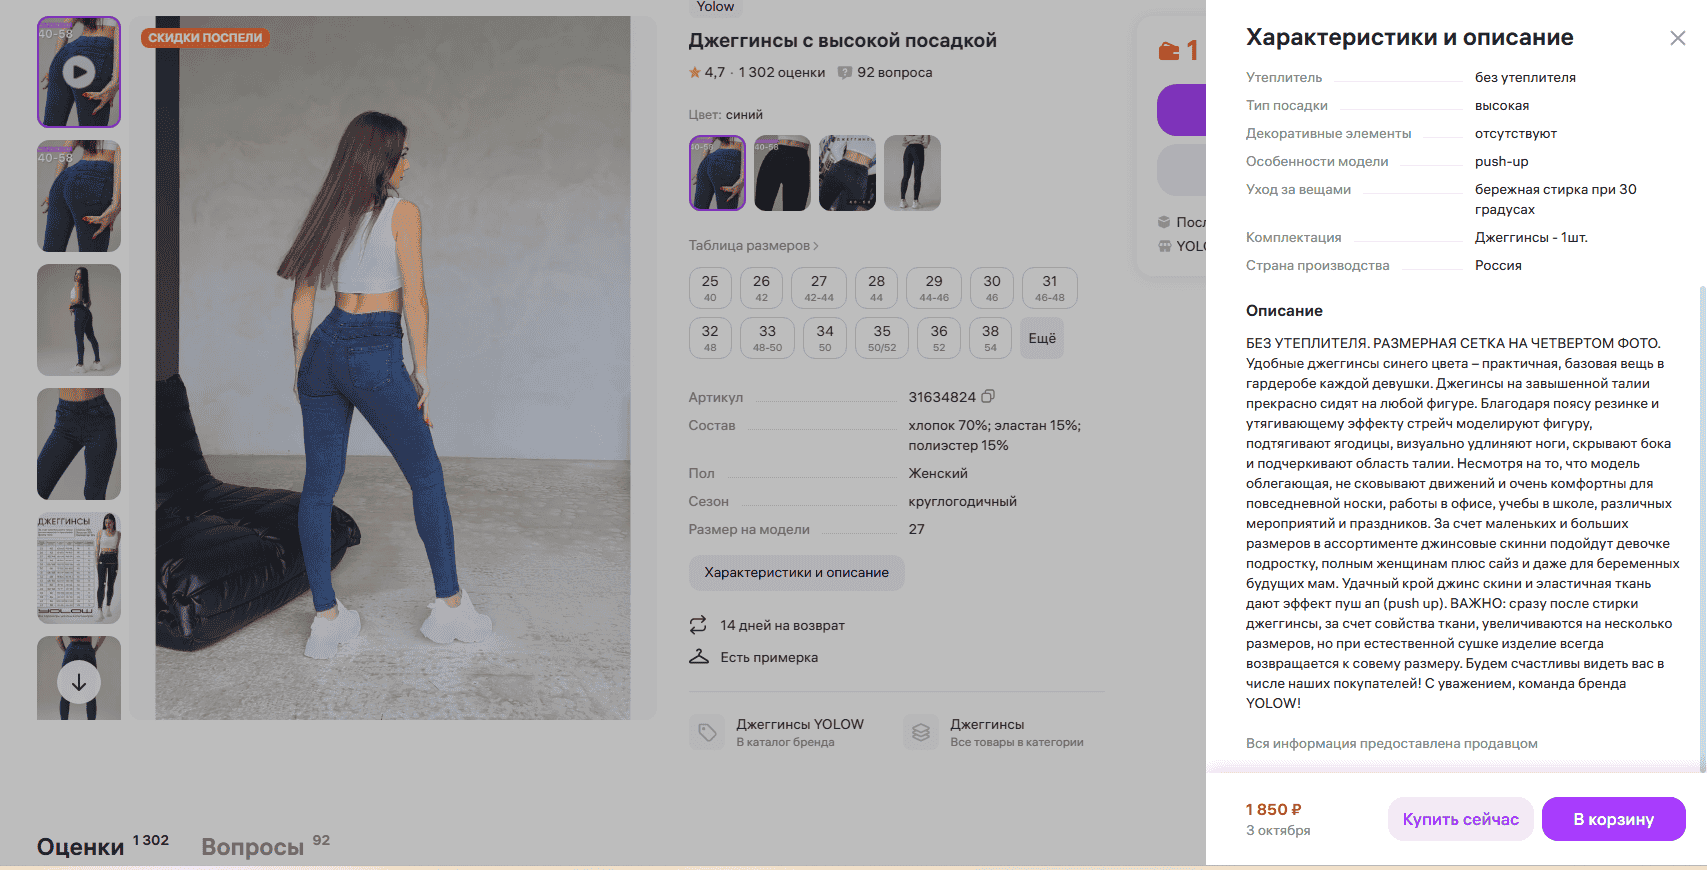 Yolow
40-58
СКИДКИ ПОСПЕЛИ
Джеггинсы с высокой посадкой
4,7 · 1 302 оценки 92 вопроса
Цвет: синий
40-58
40-58
40-58
Таблица размеров
25 26 27 28 29 30 31
40 42 42-44 44 44-46 46 46-48
32 33 34 35 36 38 Ещё
48 48-50 50 50/52 52 54
Артикул 31634824
Состав хлопок 70%; эластан 15%;
полиэстер 15%
Пол Женский
Сезон круглогодичный
Размер на модели 27
Характеристики и описание
14 дней на возврат
Есть примерка
Джеггинсы YOLOW
В каталог бренда
Джеггинсы
Все товары в категории
ДЖЕГГИНСЫ
YOLOW
Оценки 1 302 Вопросы 92
1
Посл
YOLO
Характеристики и описание
Утеплитель без утеплителя
Тип посадки высокая
Декоративные элементы отсутствуют
Особенности модели push-up
Уход за вещами бережная стирка при 30
градусах
Комплектация Джеггинсы - 1шт.
Страна производства Россия
Описание
БЕЗ УТЕПЛИТЕЛЯ. РАЗМЕРНАЯ СЕТКА НА ЧЕТВЕРТОМ ФОТО.
Удобные джеггинсы синего цвета – практичная, базовая вещь в
гардеробе каждой девушки. Джегинсы на завышенной талии
прекрасно сидят на любой фигуре. Благодаря поясу резинке и
утягивающему эффекту стрейч моделируют фигуру,
подтягивают ягодицы, визуально удлиняют ноги, скрывают бока
и подчеркивают область талии. Несмотря на то, что модель
облегающая, не сковывают движений и очень комфортны для
повседневной носки, работы в офисе, учебы в школе, различных
мероприятий и праздников. За счет маленьких и больших
размеров в ассортименте джинсовые скинни подойдут девочке
подростку, полным женщинам плюс сайз и даже для беременных
будущих мам. Удачный крой джинс скини и эластичная ткань
дают эффект пуш ап (push up). ВАЖНО: сразу после стирки
джеггинсы, за счет совйства ткани, увеличиваются на несколько
размеров, но при естественной сушке изделие всегда
возвращается к совему размеру. Будем счастливы видеть вас в
числе наших покупателей! С уважением, команда бренда
YOLOW!
Вся информация предоставлена продавцом
1 850 ₽
3 октября
Купить сейчас
В корзину